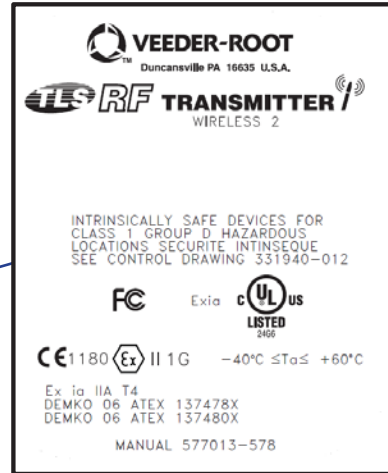 VEEDER-ROOT
TM
Duncansville PA 16635 U.S.A.
TLS RF TRANSMITTER
WIRELESS 2
INTRINSICALLY SAFE DEVICES FOR
CLASS 1 GROUP D HAZARDOUS
LOCATIONS SECURITE INTINSEQUE
SEE CONTROL DRAWING 331940-012
FC Exia C UL US
LISTED
24G6
CE1180 Ex II 1G -40°C ≤Ta≤ +60°C
Ex ia IIA T4
DEMKO 06 ATEX 137478X
DEMKO 06 ATEX 137480X
MANUAL 577013-578